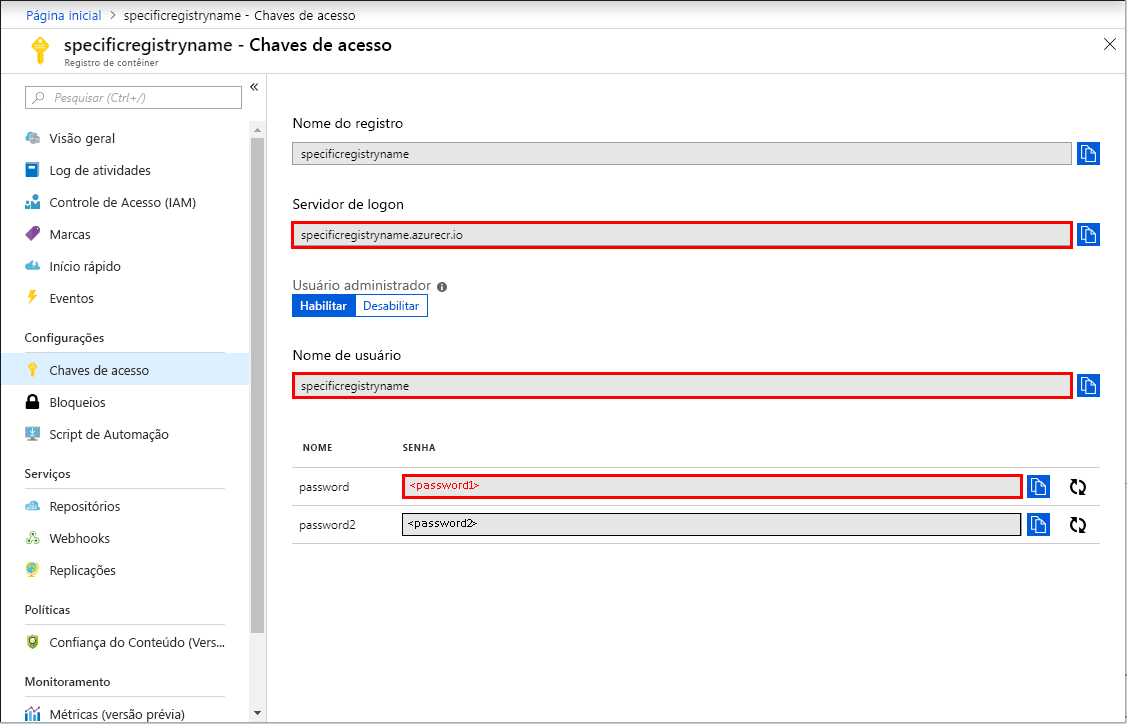 Página inicial > specificregistryname - Chaves de acesso
specificregistryname - Chaves de acesso
Registro de contêiner
Pesquisar (Ctrl+/)
Visão geral
Log de atividades
Controle de Acesso (IAM)
Marcas
Início rápido
Eventos
Configurações
Chaves de acesso
Bloqueios
Script de Automação
Serviços
Repositórios
Webhooks
Replicações
Políticas
Confiança do Conteúdo (Vers...
Monitoramento
Métricas (versão prévia)
Nome do registro
specificregistryname
Servidor de logon
specificregistryname.azurecr.io
Usuário administrador
Habilitar Desabilitar
Nome de usuário
specificregistryname
NOME SENHA
password <password1>
password2 <password2>